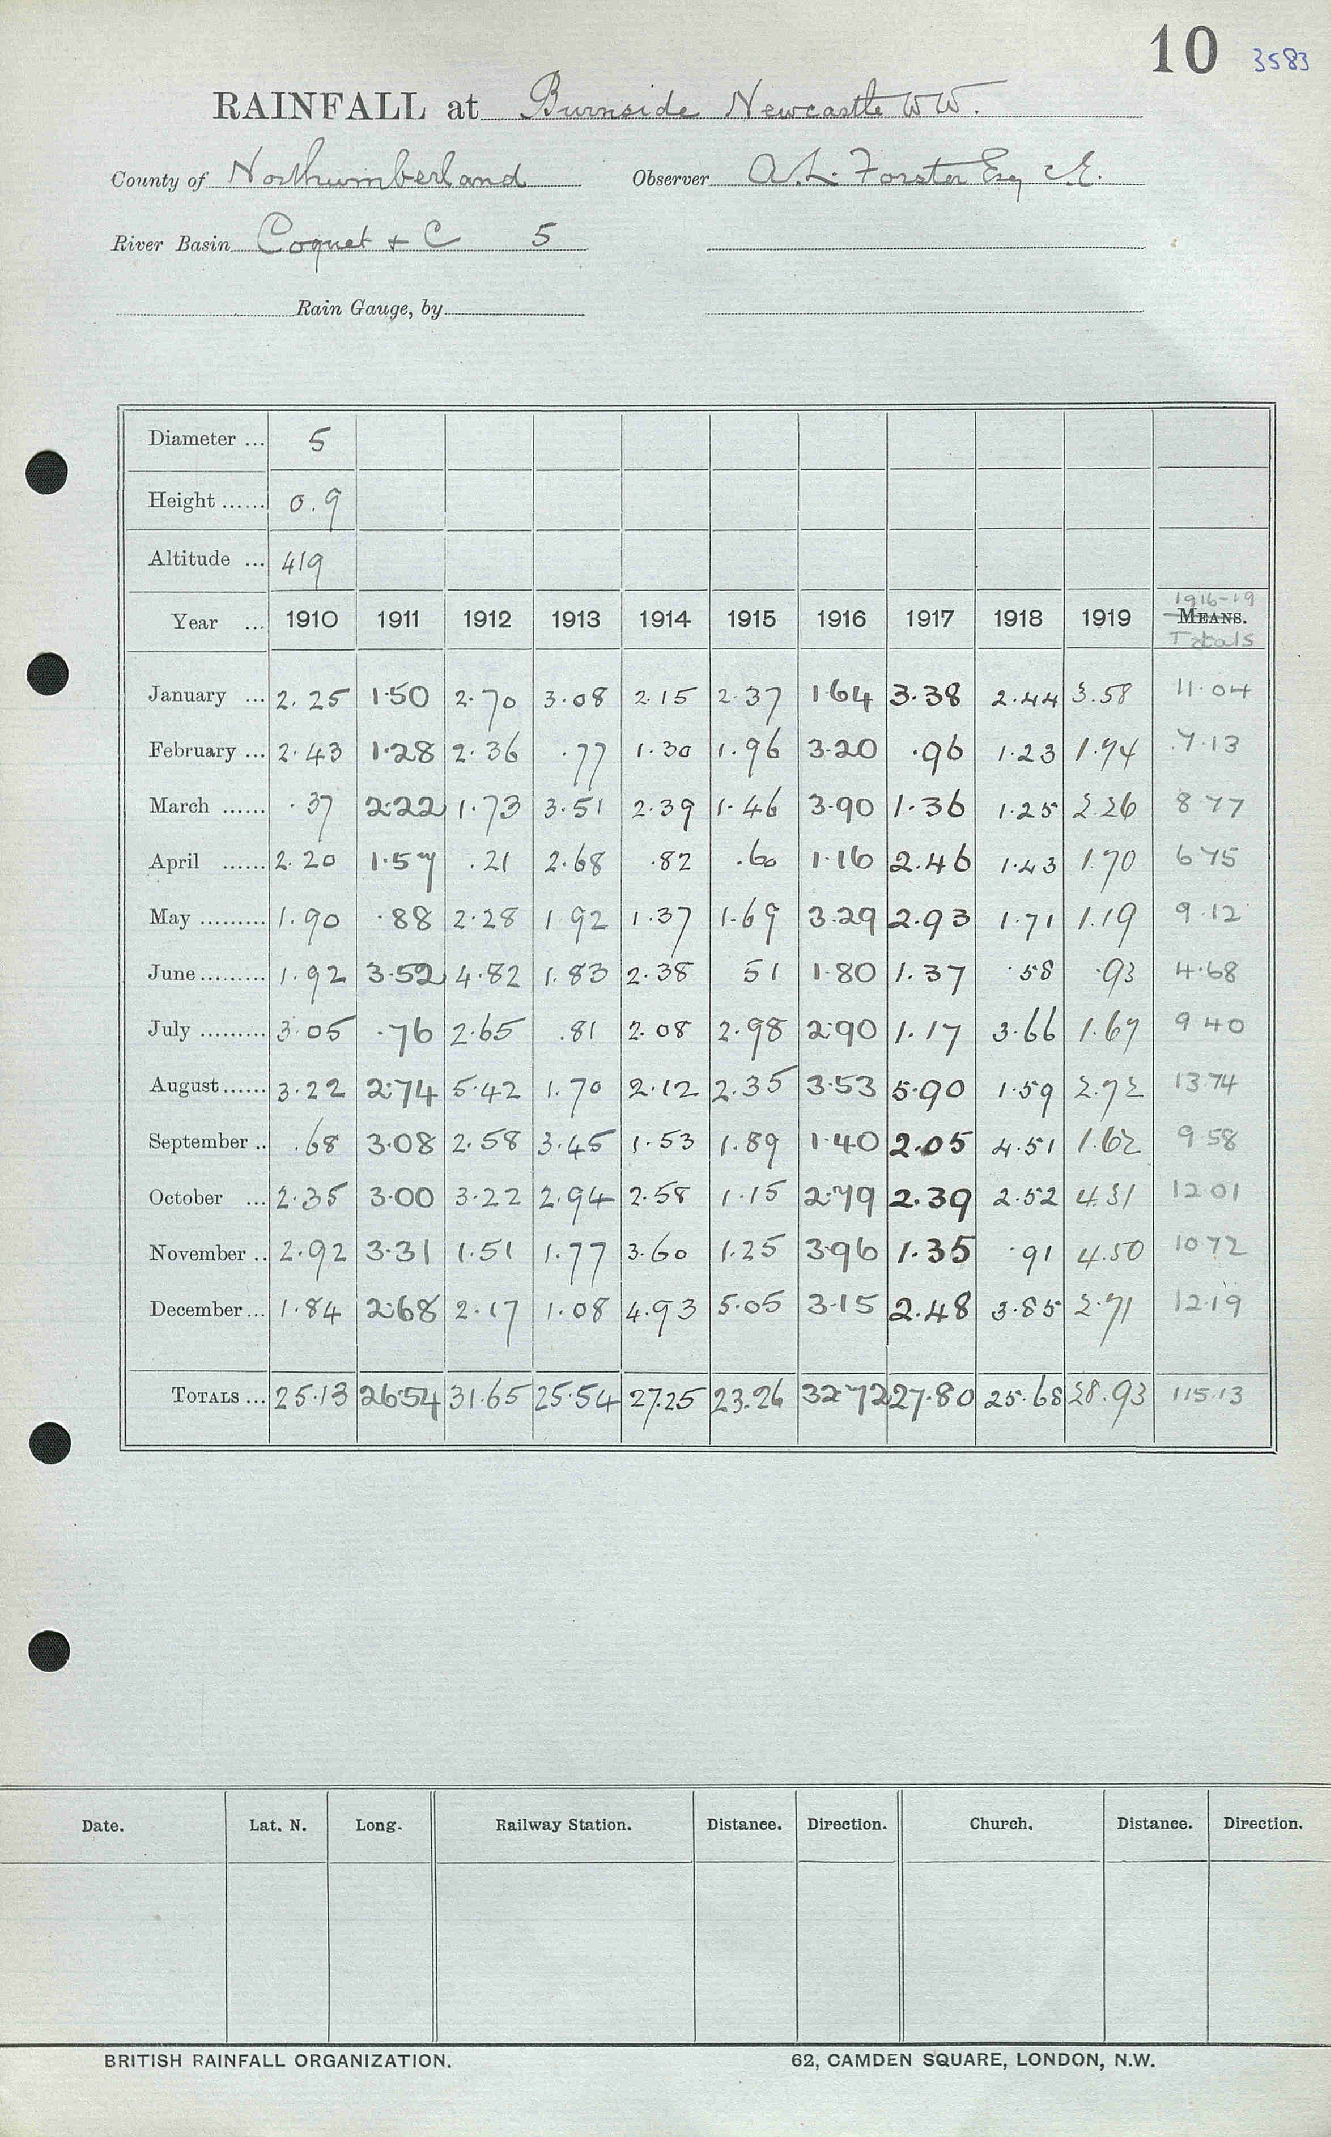 10 3583
RAINFALL at Burnside Newcastle W W.
County of Northumberland Observer A. L. Forster Esq C.E.
River Basin Coquet + C 5
Rain Gauge, by
Diameter ... 5
Height ...... 0.9
Altitude ... 419
1916-19
Year ... 1910 1911 1912 1913 1914 1915 1916 1917 1918 1919 MEANS.
Totals
January ... 2.25 1.50 2.70 3.08 2.15 2.37 1.64 3.38 2.44 3.58 11.04
February ... 2.43 1.28 2.36 .77 1.30 1.96 3.20 .96 1.23 1.74 7.13
March ...... .37 2.22 1.73 3.51 2.39 1.46 3.90 1.36 1.25 2.26 8 77
April ...... 2.20 1.57 .21 2.68 .82 .60 1.16 2.46 1.43 1.70 6 75
May ......... 1.90 .88 2.28 1 92 1.37 1.69 3.29 2.93 1.71 1.19 9.12
June ......... 1.92 3.52 4.82 1.83 2.38 51 1.80 1.37 .58 .93 4.68
July ......... 3.05 .76 2.65 .81 2.08 2.98 2.90 1.17 3.66 1.67 9 40
August ...... 3.22 2.74 5.42 1.70 2.12 2.35 3.53 5.90 1.59 2.72 13.74
September .. .68 3.08 2.58 3.45 1.53 1.89 1.40 2.05 4.51 1.62 9.58
October ... 2.35 3.00 3.22 2.94 2.58 1.15 2.79 2.39 2.52 4.31 12 01
November .. 2.92 3.31 1.51 1.77 3.60 1.25 3.96 1.35 .91 4.50 10 72
December ... 1.84 2.68 2.17 1.08 4.93 5.05 3.15 2.48 3.85 2.71 12.19
TOTALS ... 25.13 26.54 31.65 25.54 27.25 23.26 32.72 27.80 25.68 28.93 115.13
Date. Lat. N. Long. Railway Station. Distance. Direction. Church. Distance. Direction.
BRITISH RAINFALL ORGANIZATION. 62, CAMDEN SQUARE, LONDON, N.W.